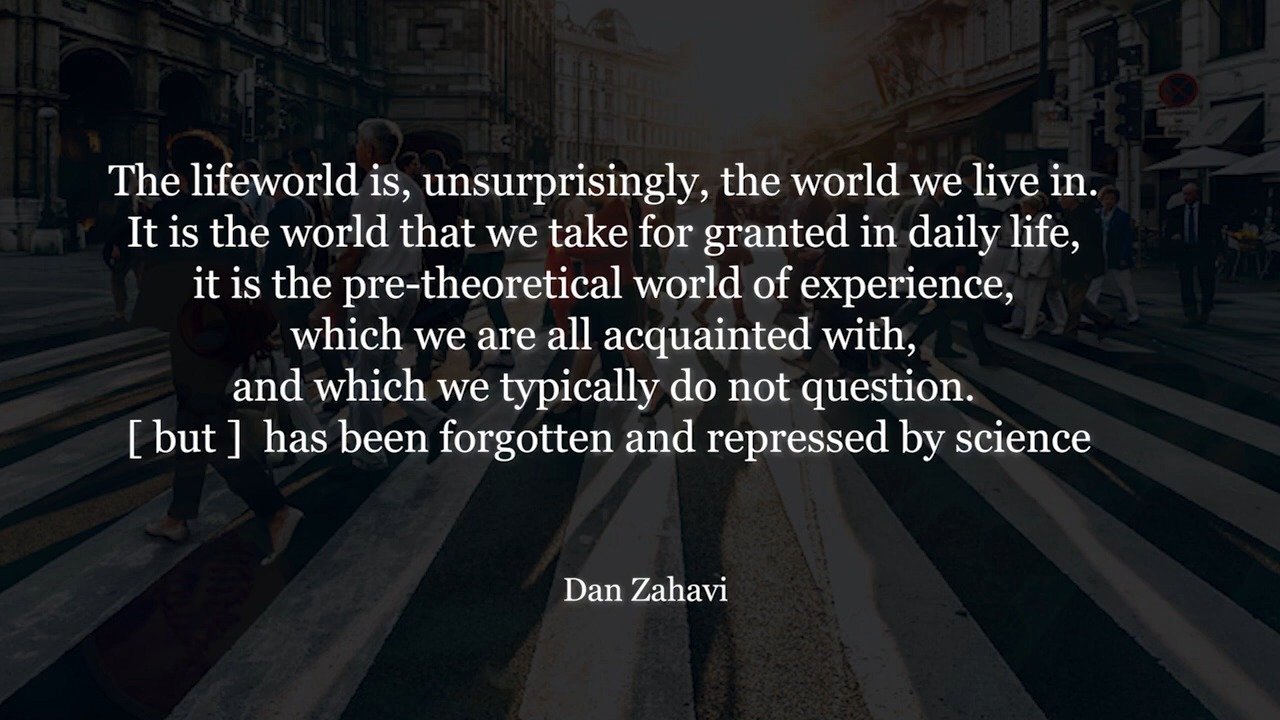 The lifeworld is, unsurprisingly, the world we live in.
It is the world that we take for granted in daily life,
it is the pre-theoretical world of experience,
which we are all acquainted with,
and which we typically do not question.
[ but ]  has been forgotten and repressed by science
Dan Zahavi